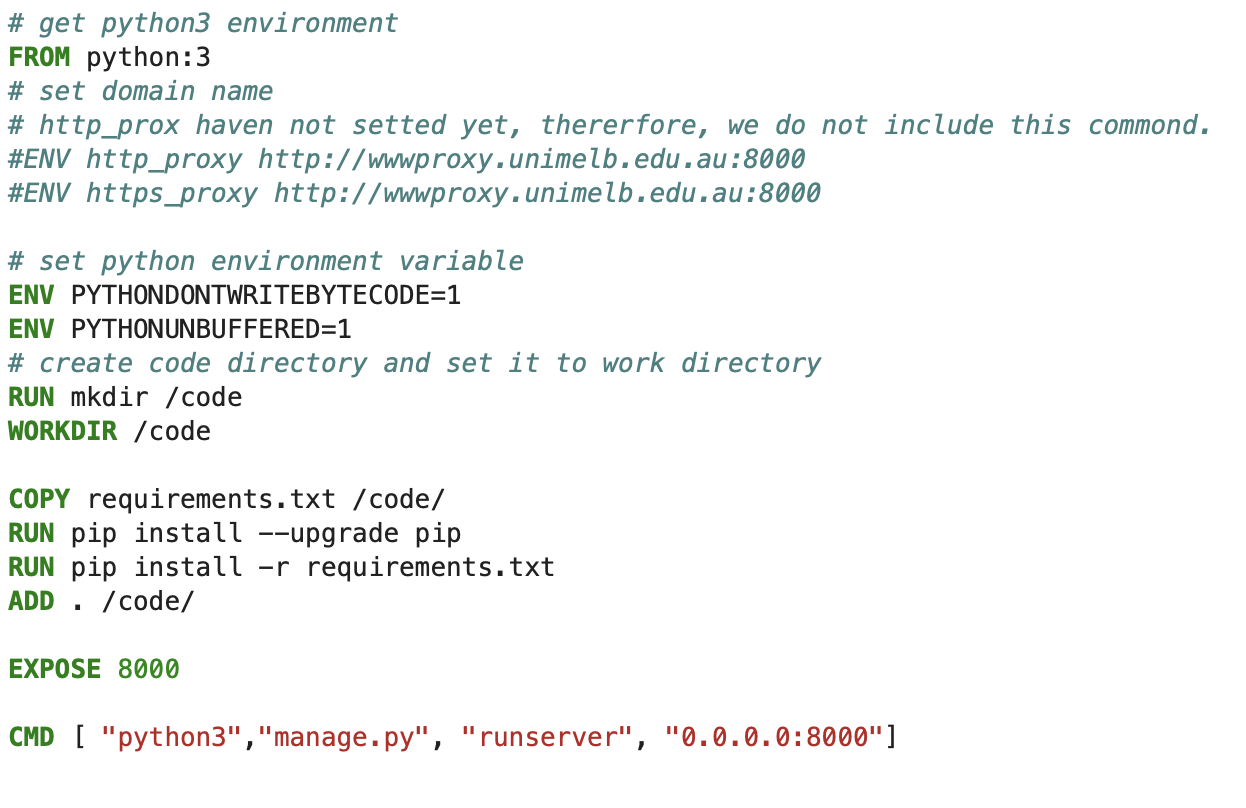 # get python3 environment
FROM python:3
# set domain name
# http_prox haven not setted yet, thererfore, we do not include this commond.
#ENV http_proxy http://wwwproxy.unimelb.edu.au:8000
#ENV https_proxy http://wwwproxy.unimelb.edu.au:8000
# set python environment variable
ENV PYTHONDONTWRITEBYTECODE=1
ENV PYTHONUNBUFFERED=1
# create code directory and set it to work directory
RUN mkdir /code
WORKDIR /code
COPY requirements.txt /code/
RUN pip install --upgrade pip
RUN pip install -r requirements.txt
ADD . /code/
EXPOSE 8000
CMD [ "python3","manage.py", "runserver", "0.0.0.0:8000"]